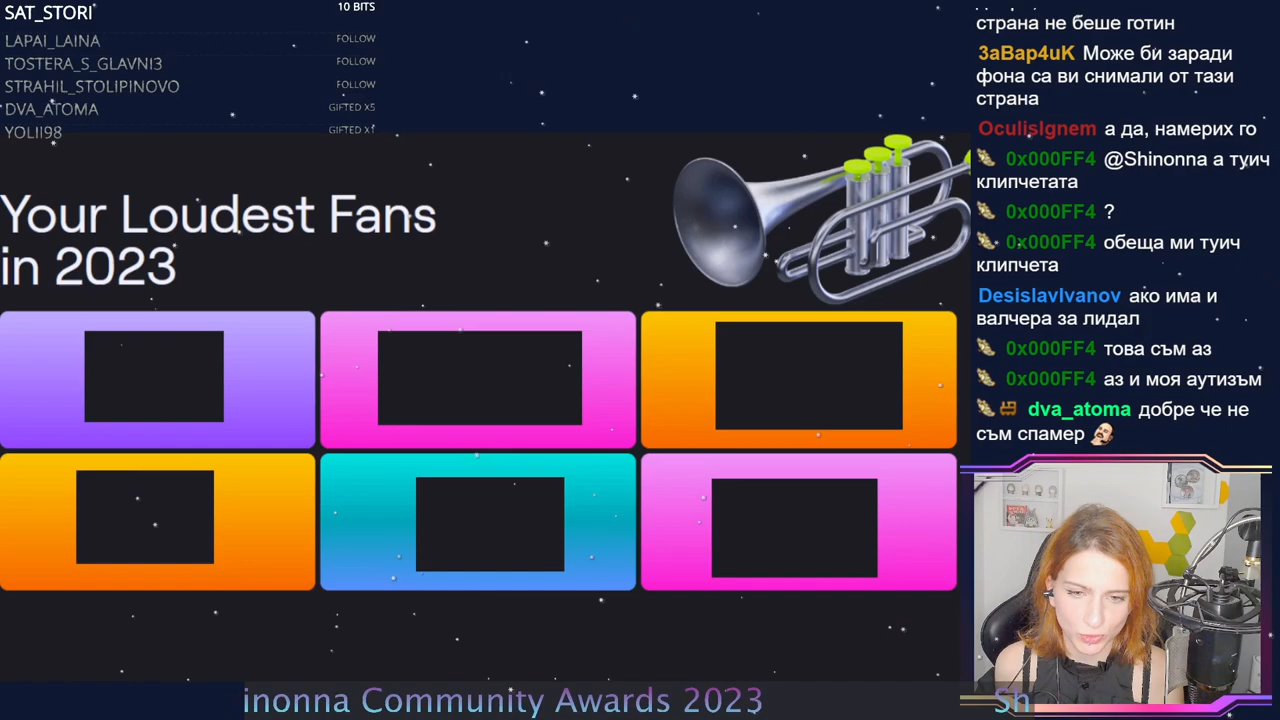 SAT_STORI 10 BITS
LAPAI_LAINA FOLLOW
TOSTERA_S_GLAVNI3 FOLLOW
STRAHIL_STOLIPINOVO FOLLOW
DVA_ATOMA GIFTED X5
YOLII98 GIFTED X1
Your Loudest Fans
in 2023
inonna Community Awards 2023 Sh
страна не беше готин
3aBap4uK Може би заради
фона са ви снимали от тази
страна
OculisIgnem а да, намерих го
0x000FF4 @Shinonna а туич
клипчетата
0x000FF4 ?
0x000FF4 обеща ми туич
клипчета
DesislavIvanov ако има и
валчера за лидал
0x000FF4 това съм аз
0x000FF4 аз и моя аутизъм
dva_atoma добре че не
съм спамер